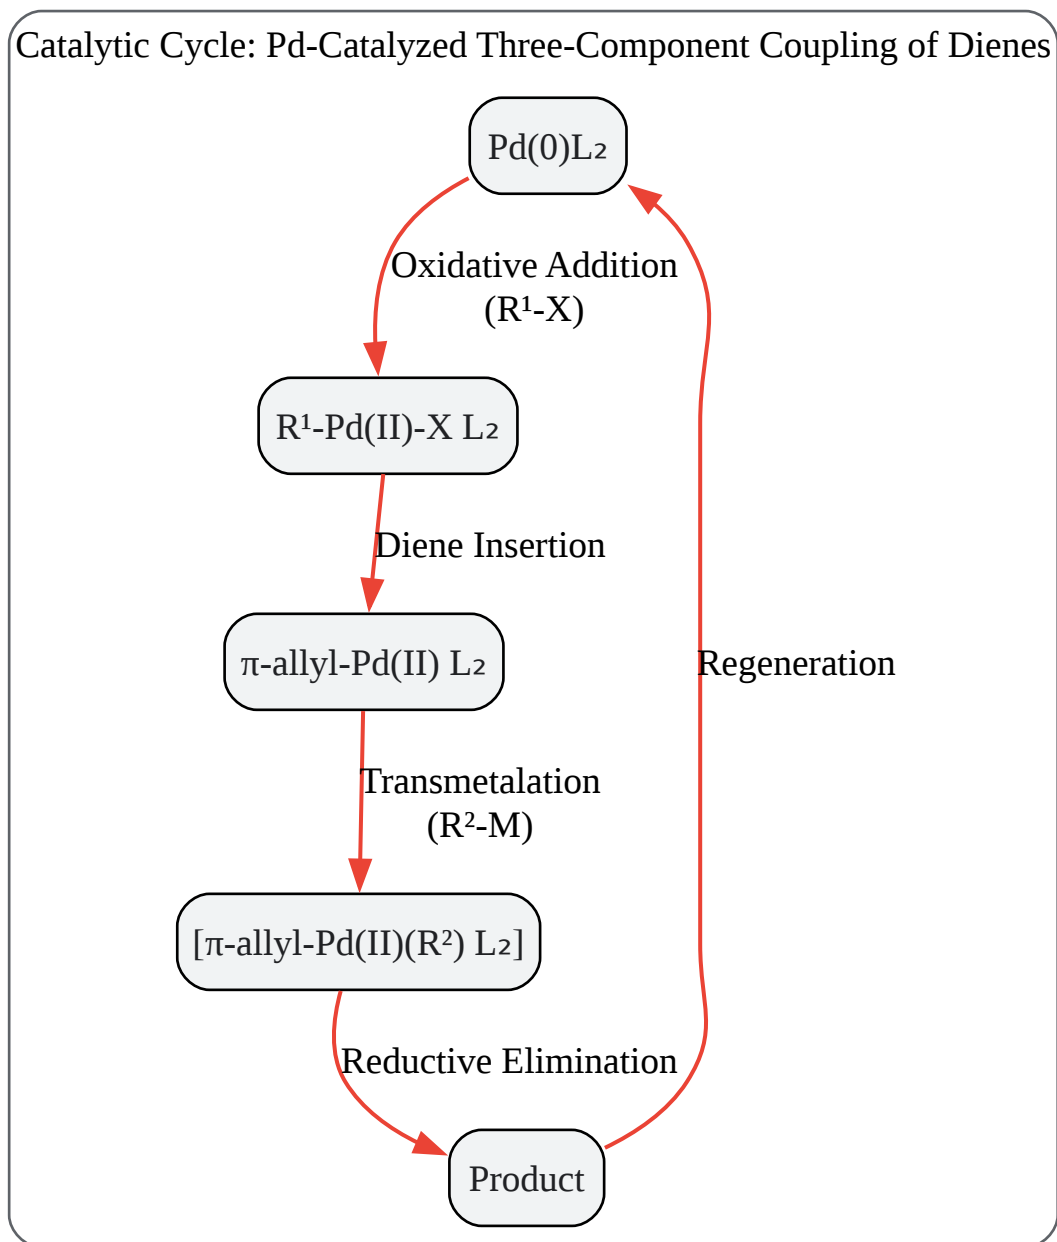 Catalytic Cycle: Pd-Catalyzed Three-Component Coupling of Dienes
Pd(0)L₂
Oxidative Addition
(R¹-X)
R¹-Pd(II)-X L₂
Diene Insertion
π-allyl-Pd(II) L₂
Regeneration
Transmetalation
(R²-M)
[π-allyl-Pd(II)(R²) L₂]
Reductive Elimination
Product